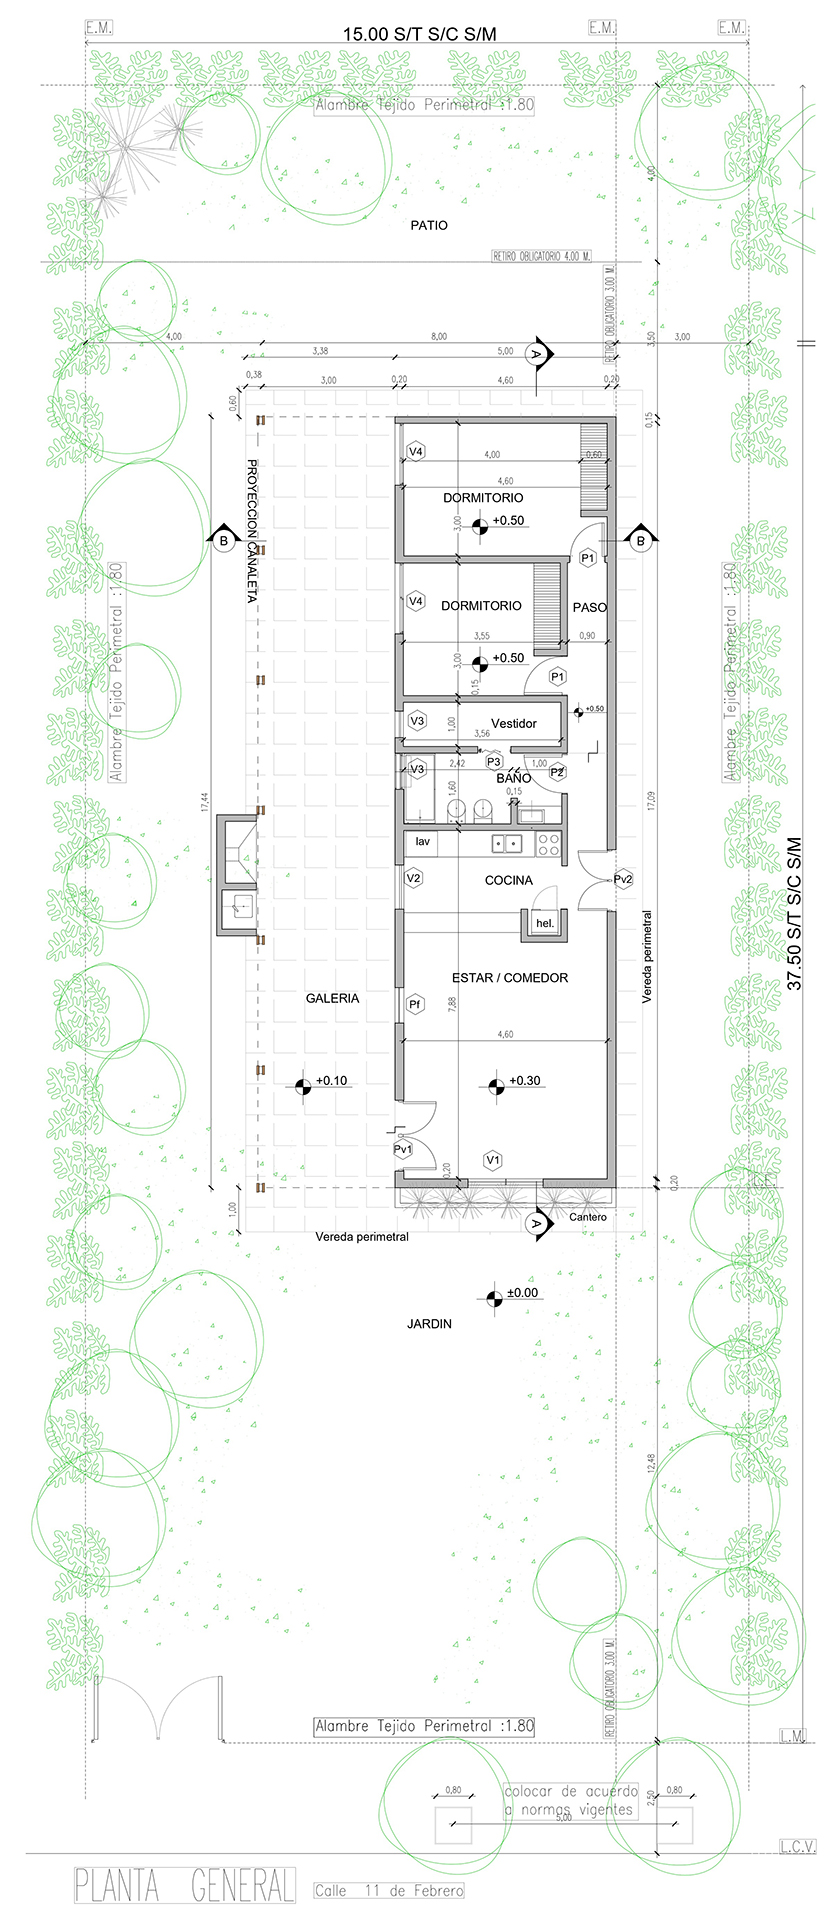 E.M.
E.M.
E.M.
15.00 S/T S/C S/M
Alambre Tejido Perimetral :1.80
4,00
PATIO
RETIRO OBLIGATORIO 4.00 M.
RETIRO OBLIGATORIO 3.00 M.
4,00
8,00
3,50
3,00
3,38
5,00
A
0,38
3,00
0,20
4,60
0,20
0,60
0,15
V4
4,00
0,60
4,60
DORMITORIO
3,00
+0.50
PROYECCION CANALETA
B
B
P1
Alambre Tejido Perimetral :1.80
Alambre Tejido Perimetral :1.80
V4
DORMITORIO
PASO
3,55
0,90
3,00
+0.50
0,15
P1
V3
1,00
Vestidor
3,56
+0.50
V3
2,42
P3
1,00
P2
BAÑO
1,60
0,15
17,44
17,09
lav
V2
COCINA
Pv2
hel.
37.50 S/T S/C S/M
Vereda perimetral
ESTAR / COMEDOR
GALERIA
Pf
7,88
4,60
+0.10
+0.30
Pv1
V1
0,20
0,20
L.E.
1,00
Cantero
A
Vereda perimetral
±0.00
JARDIN
12,48
RETIRO OBLIGATORIO 3.00 M.
Alambre Tejido Perimetral :1.80
L.M.
0,80
colocar de acuerdo
a normas vigentes
0,80
2,50
5,00
L.C.V.
PLANTA GENERAL
Calle 11 de Febrero